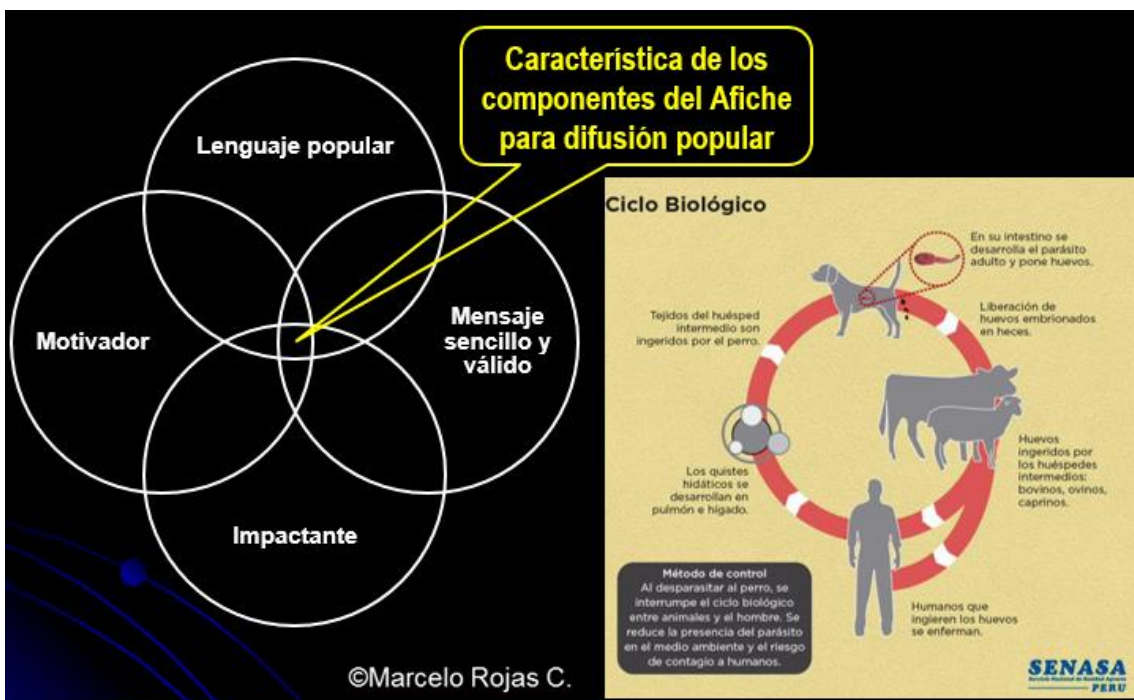 Característica de los
componentes del Afiche
para difusión popular
Lenguaje popular
Motivador
Mensaje
sencillo y
válido
Impactante
©Marcelo Rojas C.
Ciclo Biológico
En su intestino se
desarrolla el parásito
adulto y pone huevos.
Liberación de
huevos embrionados
en heces.
Tejidos del huésped
intermedio son
ingeridos por el perro.
Huevos
ingeridos por
los huéspedes
intermedios:
bovinos, ovinos,
caprinos.
Los quistes
hidáticos se
desarrollan en
pulmón e hígado.
Humanos que
ingieren los huevos
se enferman.
Método de control
Al desparasitar al perro, se
interrumpe el ciclo biológico
entre animales y el hombre. Se
reduce la presencia del parásito
en el medio ambiente y el riesgo
de contagio a humanos.
SENASA
Servicio Nacional de Sanidad Agraria
PERU